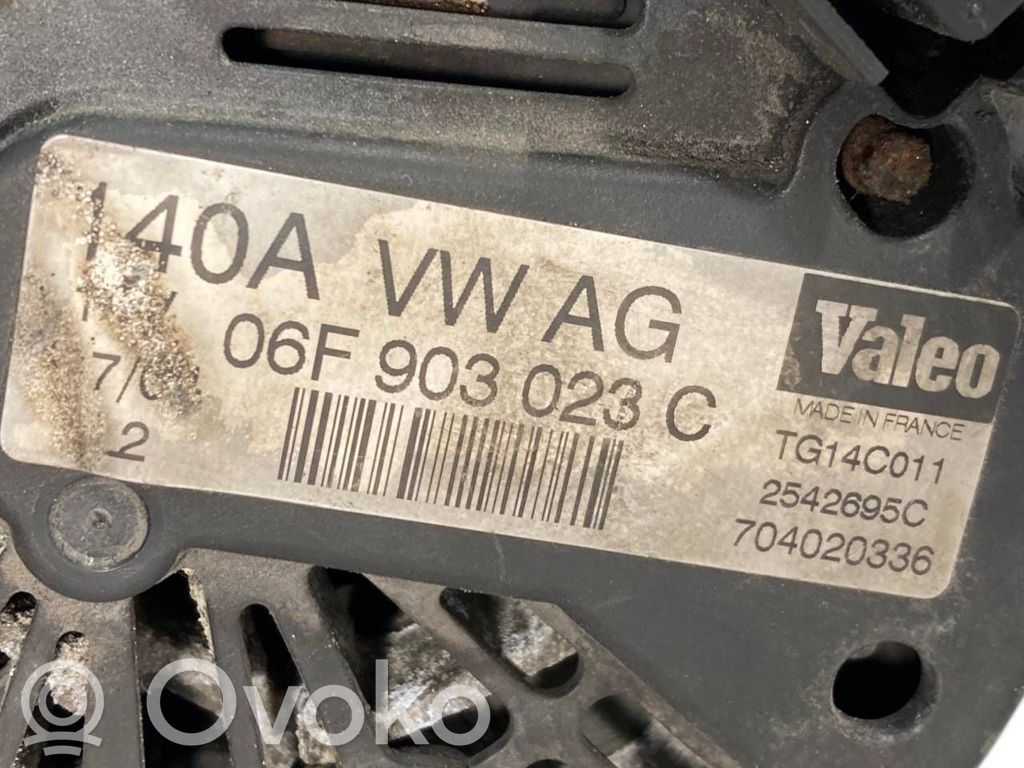 140A VW AG
06F 903 023 C
2
Valeo
MADE IN FRANCE
TG14C011
2542695C
704020336
Ovoko